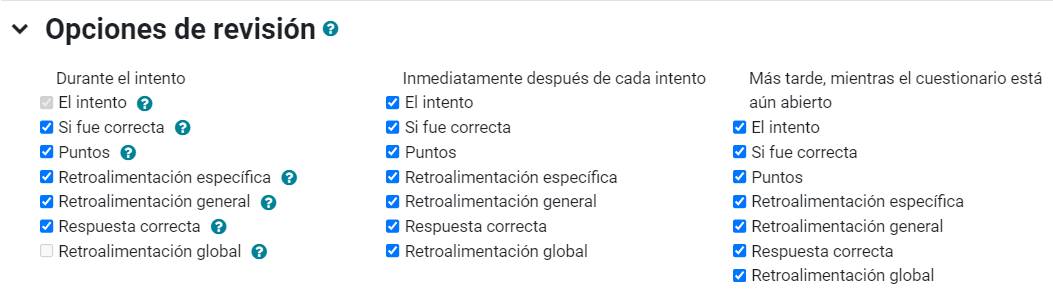 Opciones de revisión
Durante el intento
El intento
Si fue correcta
Puntos
Retroalimentación específica
Retroalimentación general
Respuesta correcta
Retroalimentación global
Inmediatamente después de cada intento
El intento
Si fue correcta
Puntos
Retroalimentación específica
Retroalimentación general
Respuesta correcta
Retroalimentación global
Más tarde, mientras el cuestionario está
aún abierto
El intento
Si fue correcta
Puntos
Retroalimentación específica
Retroalimentación general
Respuesta correcta
Retroalimentación global